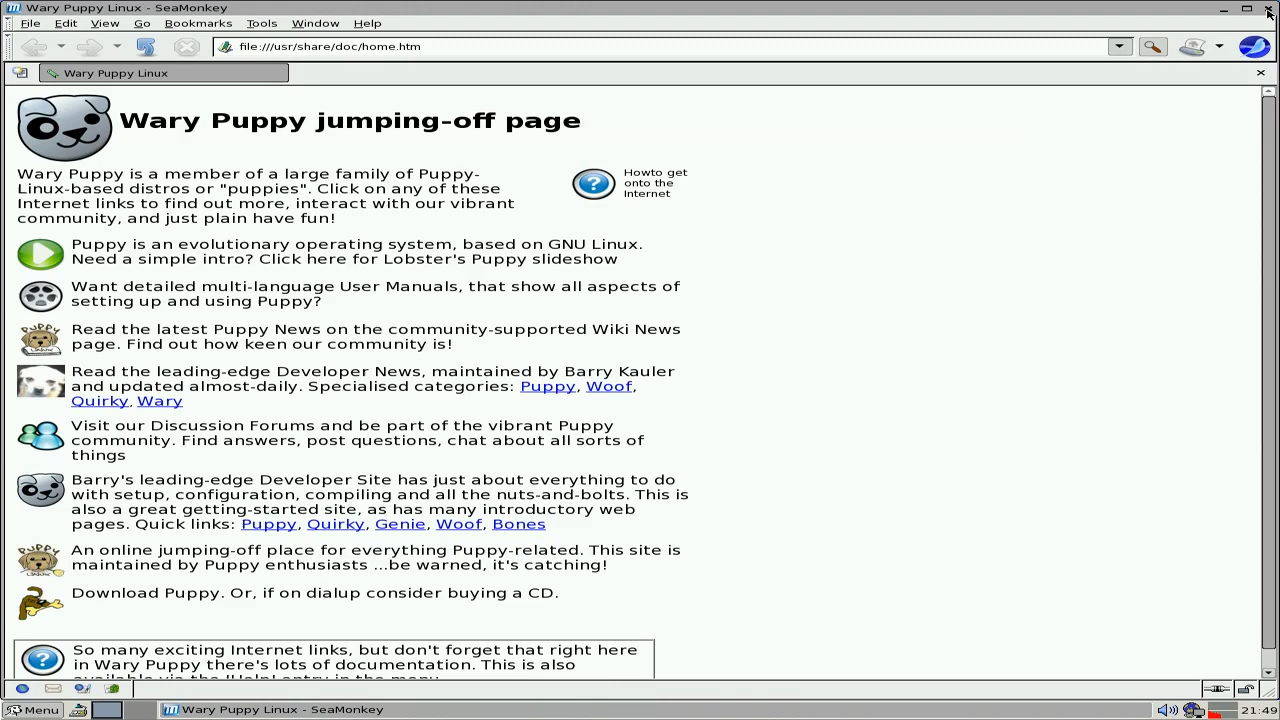 Wary Puppy Linux - SeaMonkey
File Edit View Go Bookmarks Tools Window Help
file:///usr/share/doc/home.htm
Wary Puppy Linux
Wary Puppy jumping-off page
Wary Puppy is a member of a large family of Puppy-
Linux-based distros or "puppies". Click on any of these
Internet links to find out more, interact with our vibrant
community, and just plain have fun!
Howto get
onto the
Internet
Puppy is an evolutionary operating system, based on GNU Linux.
Need a simple intro? Click here for Lobster's Puppy slideshow
Want detailed multi-language User Manuals, that show all aspects of
setting up and using Puppy?
Read the latest Puppy News on the community-supported Wiki News
page. Find out how keen our community is!
Read the leading-edge Developer News, maintained by Barry Kauler
and updated almost-daily. Specialised categories: Puppy, Woof,
Quirky, Wary
Visit our Discussion Forums and be part of the vibrant Puppy
community. Find answers, post questions, chat about all sorts of
things
Barry's leading-edge Developer Site has just about everything to do
with setup, configuration, compiling and all the nuts-and-bolts. This is
also a great getting-started site, as has many introductory web
pages. Quick links: Puppy, Quirky, Genie, Woof, Bones
An online jumping-off place for everything Puppy-related. This site is
maintained by Puppy enthusiasts ...be warned, it's catching!
Download Puppy. Or, if on dialup consider buying a CD.
So many exciting Internet links, but don't forget that right here
in Wary Puppy there's lots of documentation. This is also
available via the 'Help' entry in the menu
Menu
Wary Puppy Linux - SeaMonkey
21:49